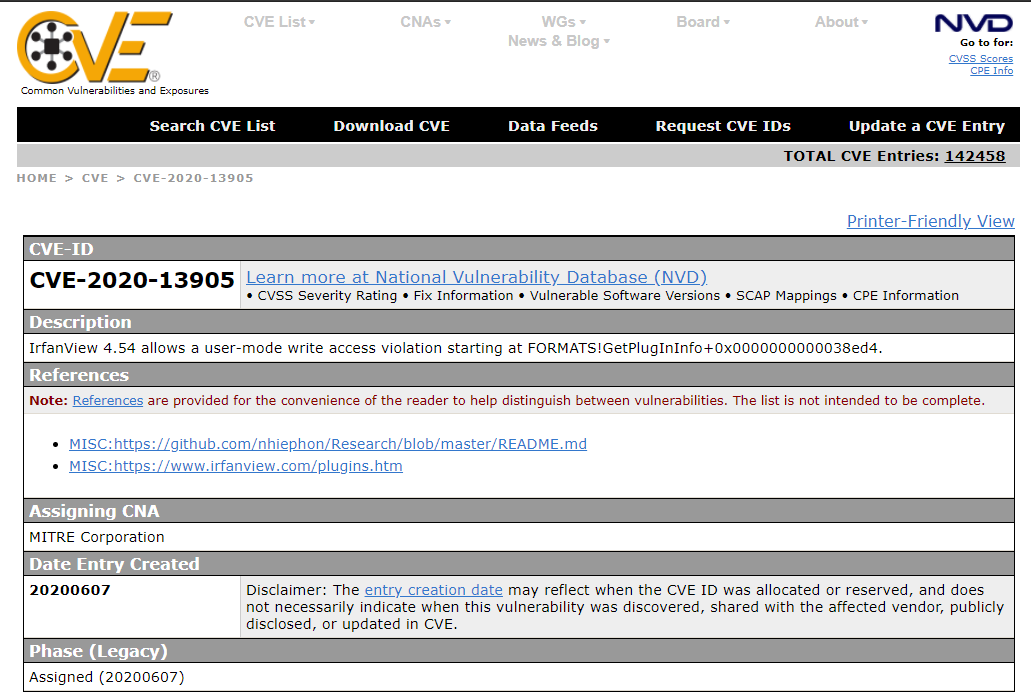 CVE®
Common Vulnerabilities and Exposures
CVE List▾
CNAs▾
WGs▾
Board▾
About▾
News & Blog▾
NVD
Go to for:
CVSS Scores
CPE Info
Search CVE List
Download CVE
Data Feeds
Request CVE IDs
Update a CVE Entry
TOTAL CVE Entries: 142458
HOME > CVE > CVE-2020-13905
Printer-Friendly View
CVE-ID
CVE-2020-13905
Learn more at National Vulnerability Database (NVD)
• CVSS Severity Rating • Fix Information • Vulnerable Software Versions • SCAP Mappings • CPE Information
Description
IrfanView 4.54 allows a user-mode write access violation starting at FORMATS!GetPlugInInfo+0x0000000000038ed4.
References
Note: References are provided for the convenience of the reader to help distinguish between vulnerabilities. The list is not intended to be complete.
• MISC:https://github.com/nhiephon/Research/blob/master/README.md
• MISC:https://www.irfanview.com/plugins.htm
Assigning CNA
MITRE Corporation
Date Entry Created
20200607
Disclaimer: The entry creation date may reflect when the CVE ID was allocated or reserved, and does
not necessarily indicate when this vulnerability was discovered, shared with the affected vendor, publicly
disclosed, or updated in CVE.
Phase (Legacy)
Assigned (20200607)